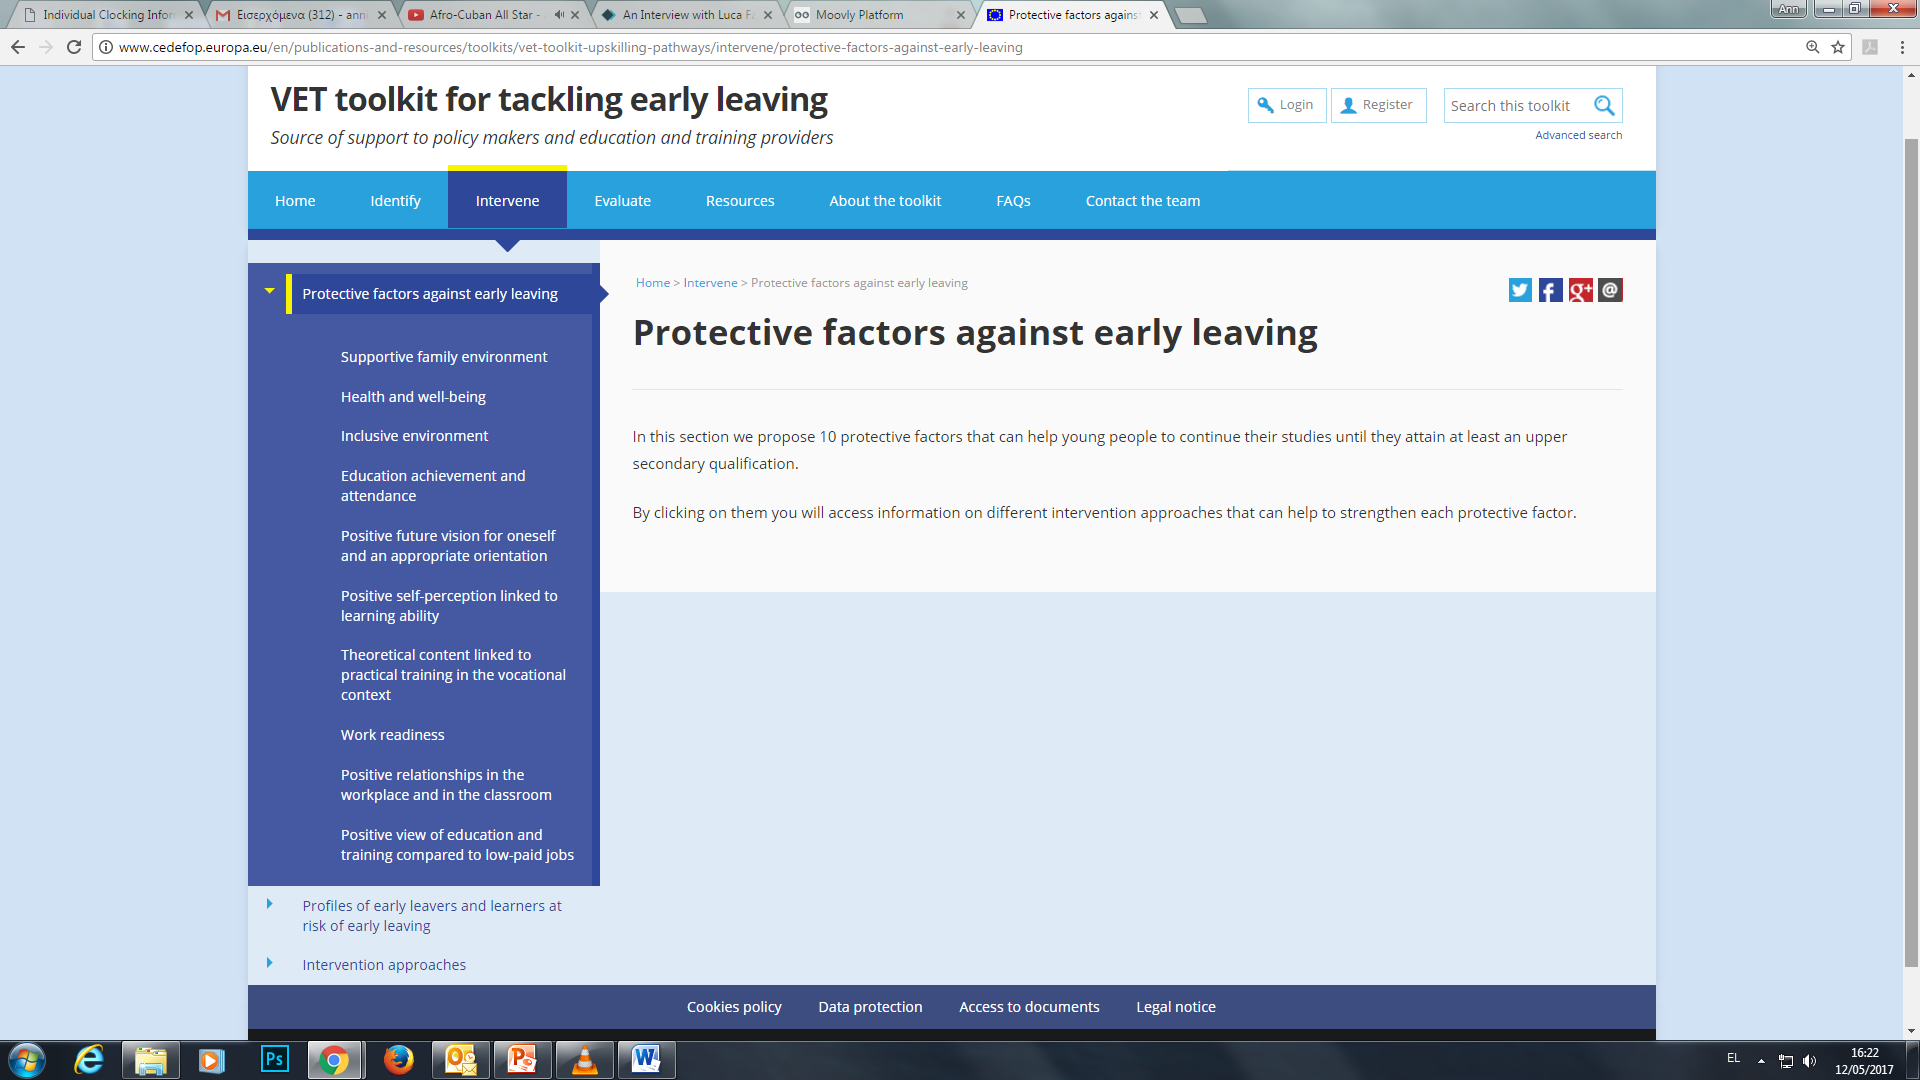 Individual Clocking Infor
Εισερχόμενα (312) - ann
Afro-Cuban All Star -
An Interview with Luca F
Moovly Platform
Protective factors against
Ann
www.cedefop.europa.eu/en/publications-and-resources/toolkits/vet-toolkit-upskilling-pathways/intervene/protective-factors-against-early-leaving
VET toolkit for tackling early leaving
Source of support to policy makers and education and training providers
Login
Register
Search this toolkit
Advanced search
Home
Identify
Intervene
Evaluate
Resources
About the toolkit
FAQs
Contact the team
Protective factors against early leaving
Supportive family environment
Health and well-being
Inclusive environment
Education achievement and
attendance
Positive future vision for oneself
and an appropriate orientation
Positive self-perception linked to
learning ability
Theoretical content linked to
practical training in the vocational
context
Work readiness
Positive relationships in the
workplace and in the classroom
Positive view of education and
training compared to low-paid jobs
Profiles of early leavers and learners at
risk of early leaving
Intervention approaches
Home > Intervene > Protective factors against early leaving
Protective factors against early leaving
In this section we propose 10 protective factors that can help young people to continue their studies until they attain at least an upper
secondary qualification.
By clicking on them you will access information on different intervention approaches that can help to strengthen each protective factor.
Cookies policy
Data protection
Access to documents
Legal notice
Ps
EL
16:22
12/05/2017